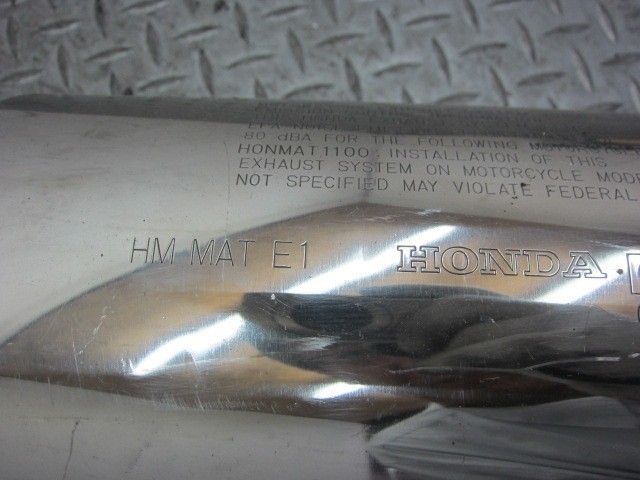 80 dBA FOR THE FOLLOWING
HONMAT1100: INSTALLATION OF THIS
EXHAUST SYSTEM ON MOTORCYCLE MODE
NOT SPECIFIED MAY VIOLATE FEDERAL
HM MAT E1 HONDA